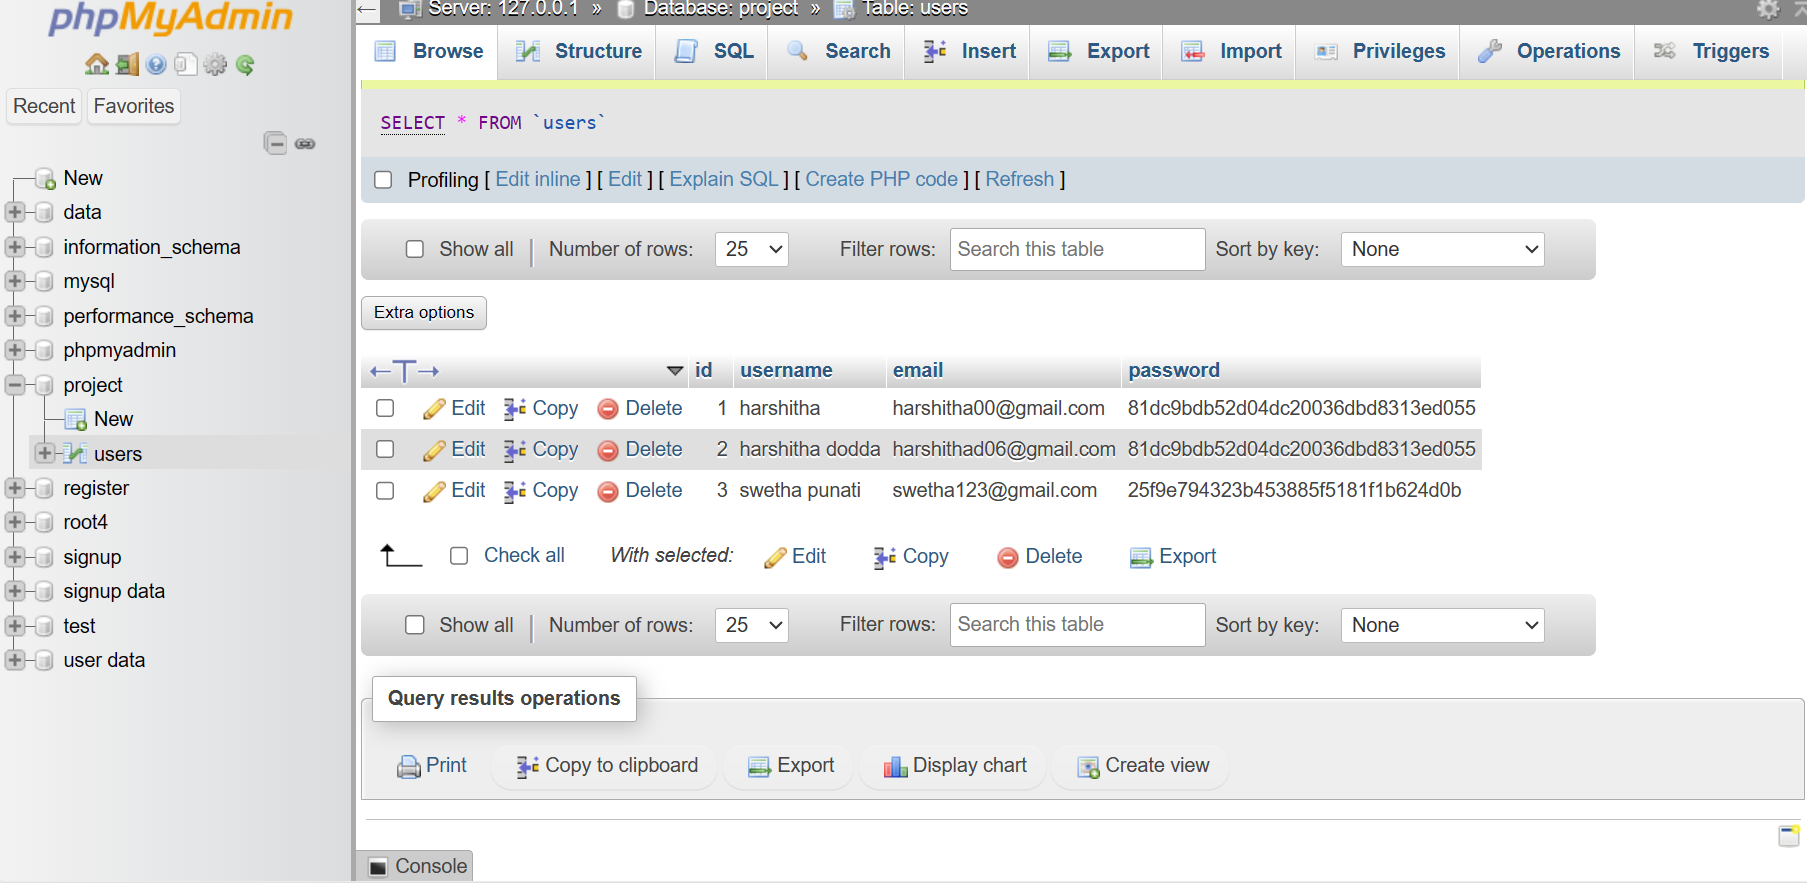 phpMyAdmin
Recent Favorites
New
data
information_schema
mysql
performance_schema
phpmyadmin
project
New
users
register
root4
signup
signup data
test
user data
Server: 127.0.0.1 » Database: project » Table: users
Browse Structure SQL Search Insert Export Import Privileges Operations Triggers
SELECT * FROM `users`
Profiling [ Edit inline ] [ Edit ] [ Explain SQL ] [ Create PHP code ] [ Refresh ]
Show all | Number of rows: 25 Filter rows: Search this table Sort by key: None
Extra options
←T→ id username email password
Edit Copy Delete 1 harshitha harshitha00@gmail.com 81dc9bdb52d04dc20036dbd8313ed055
Edit Copy Delete 2 harshitha dodda harshithad06@gmail.com 81dc9bdb52d04dc20036dbd8313ed055
Edit Copy Delete 3 swetha punati swetha123@gmail.com 25f9e794323b453885f5181f1b624d0b
Check all With selected: Edit Copy Delete Export
Show all | Number of rows: 25 Filter rows: Search this table Sort by key: None
Query results operations
Print Copy to clipboard Export Display chart Create view
Console